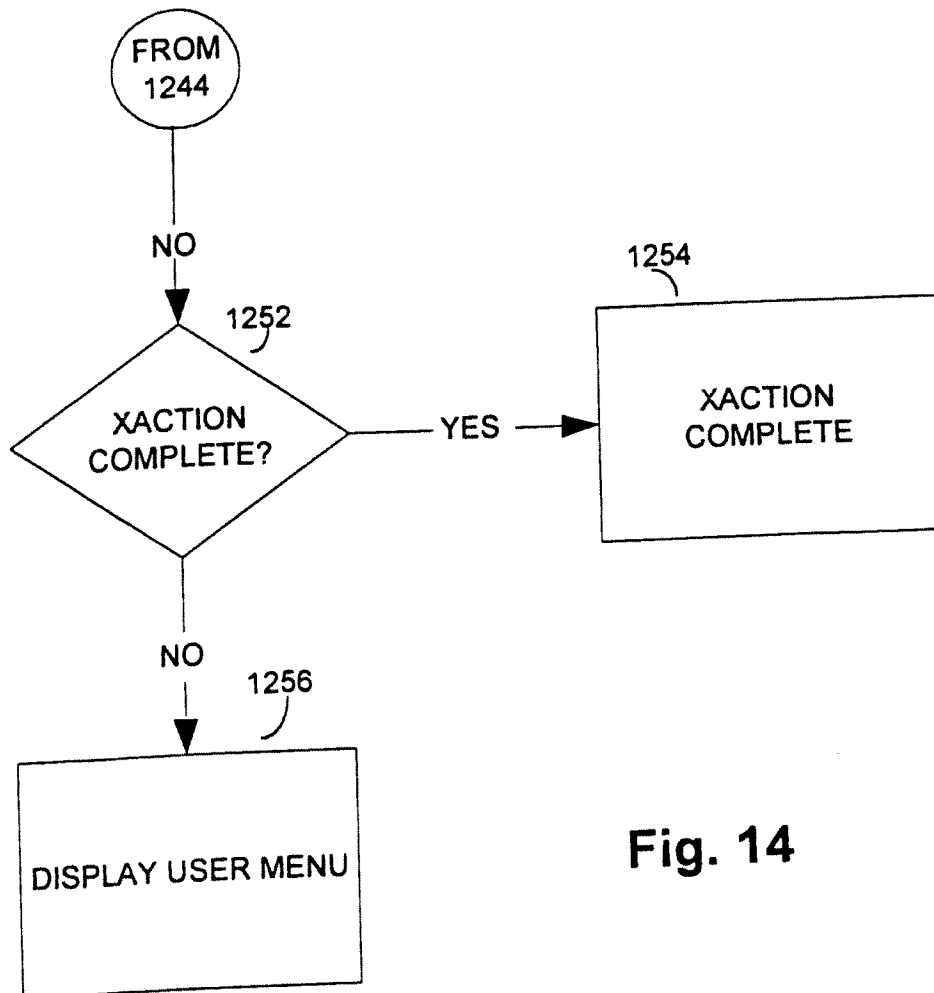 FROM
1244
NO
1252
XACTION
COMPLETE?
YES
1254
XACTION
COMPLETE
NO
1256
DISPLAY USER MENU
Fig. 14